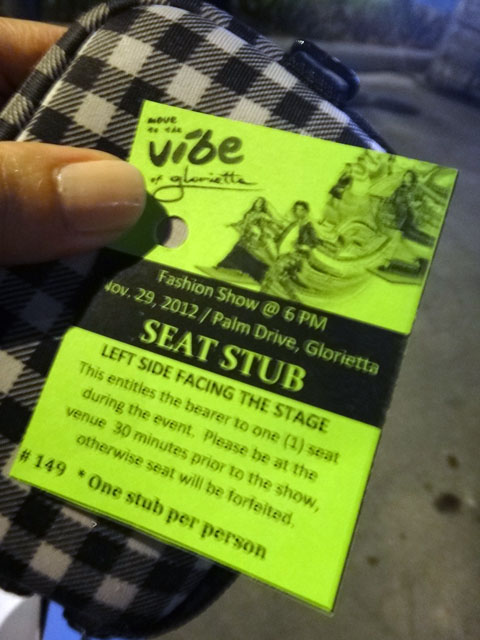 move
to the
vibe
of glorietta
Fashion Show @ 6 PM
Nov. 29, 2012 / Palm Drive, Glorietta
SEAT STUB
LEFT SIDE FACING THE STAGE
This entitles the bearer to one (1) seat
during the event. Please be at the
venue 30 minutes prior to the show,
otherwise seat will be forfeited.
# 149 * One stub per person